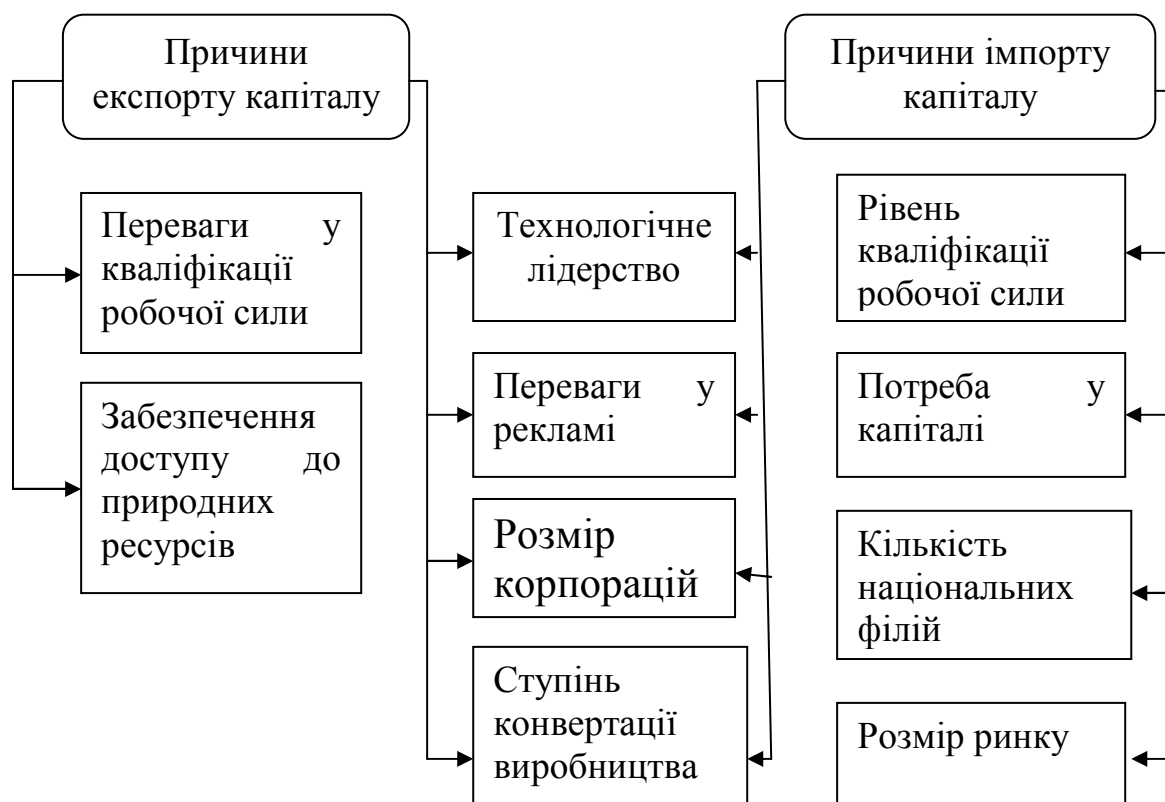 Причини
експорту капіталу
Причини імпорту
капіталу
Переваги у
кваліфікації
робочої сили
Забезпечення
доступу до
природних
ресурсів
Технологічне
лідерство
Переваги у
рекламі
Розмір
корпорацій
Ступінь
конвертації
виробництва
Рівень
кваліфікації
робочої сили
Потреба у
капіталі
Кількість
національних
філій
Розмір ринку